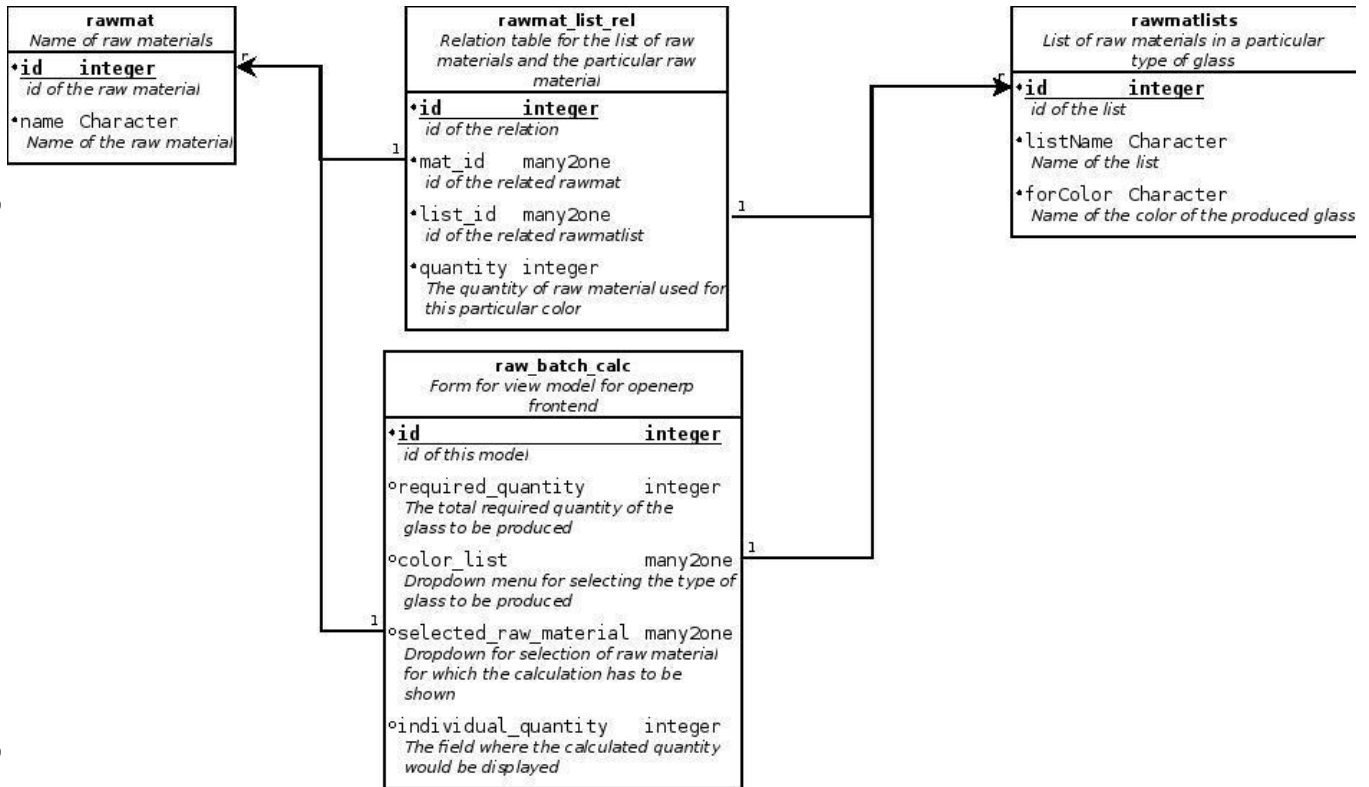 rawmat
Name of raw materials
id integer
id of the raw material
name Character
Name of the raw material
r
1
rawmat_list_rel
Relation table for the list of raw
materials and the particular raw
material
id integer
id of the relation
mat_id many2one
id of the related rawmat
list_id many2one
id of the related rawmatlist
quantity integer
The quantity of raw material used for
this particular color
1
r
rawmatlists
List of raw materials in a particular
type of glass
id integer
id of the list
listName Character
Name of the list
forColor Character
Name of the color of the produced glass
raw_batch_calc
Form for view model for openerp
frontend
id integer
id of this model
required_quantity integer
The total required quantity of the
glass to be produced
color_list many2one
Dropdown menu for selecting the type of
glass to be produced
1
1
selected_raw_material many2one
Dropdown for selection of raw material
for which the calculation has to be
shown
individual_quantity integer
The field where the calculated quantity
would be displayed